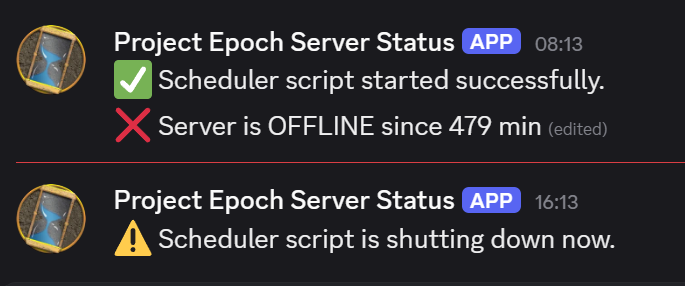 Project Epoch Server Status APP 08:13
✅ Scheduler script started successfully.
❌ Server is OFFLINE since 479 min (edited)
Project Epoch Server Status APP 16:13
⚠️ Scheduler script is shutting down now.